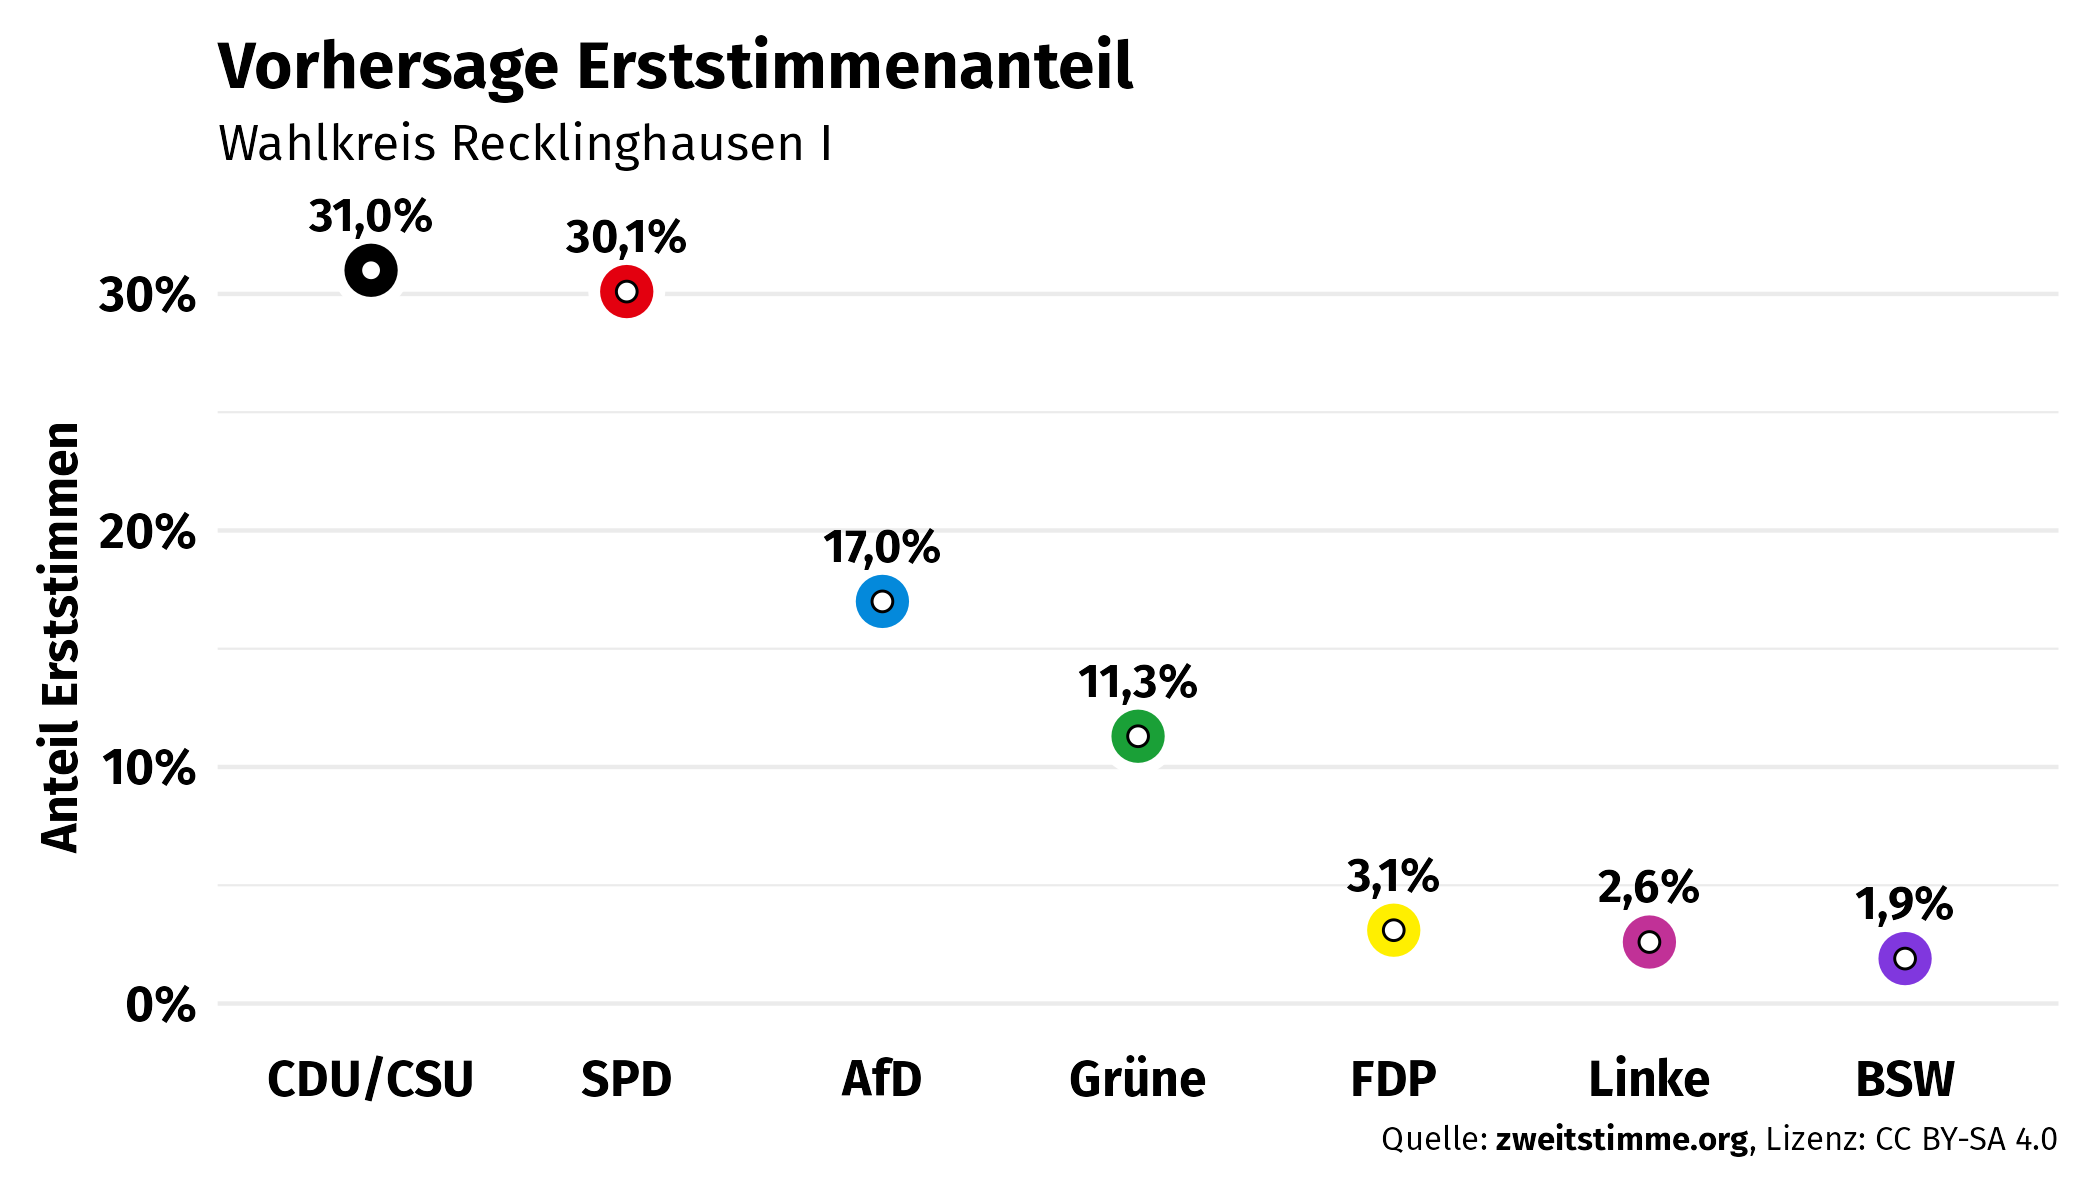 Vorhersage Erststimmenanteil
Wahlkreis Recklinghausen I
31,0%
30,1%
30%
Anteil Erststimmen
20%
17,0%
11,3%
10%
3,1%
2,6%
1,9%
0%
CDU/CSU SPD AfD Grüne FDP Linke BSW
Quelle: zweitstimme.org, Lizenz: CC BY-SA 4.0